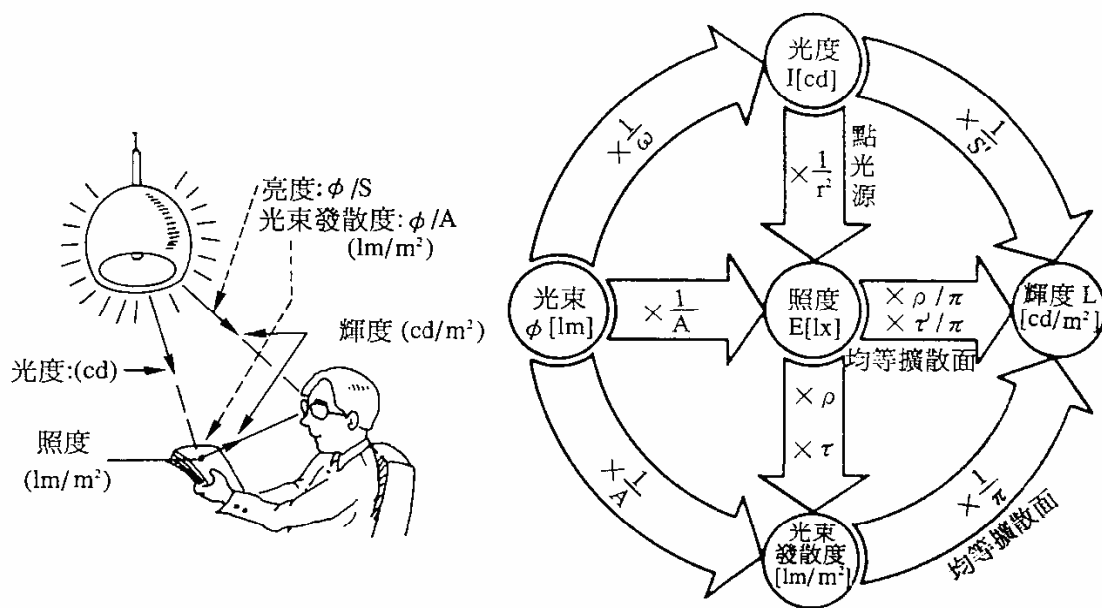 亮度:φ/S
光束發散度:φ/A
(lm/m²)
輝度 (cd/m²)
光度:(cd)
照度
(lm/m²)
光度
I[cd]
×1/ω
×1/S'
×1/r²
點光源
光束
φ [lm]
×1/A
照度
E[lx]
×ρ/π
×τ/π
均等擴散面
輝度 L
[cd/m²]
×ρ
×τ
×1/A
×1/π
均等擴散面
光束
發散度
[lm/m²]